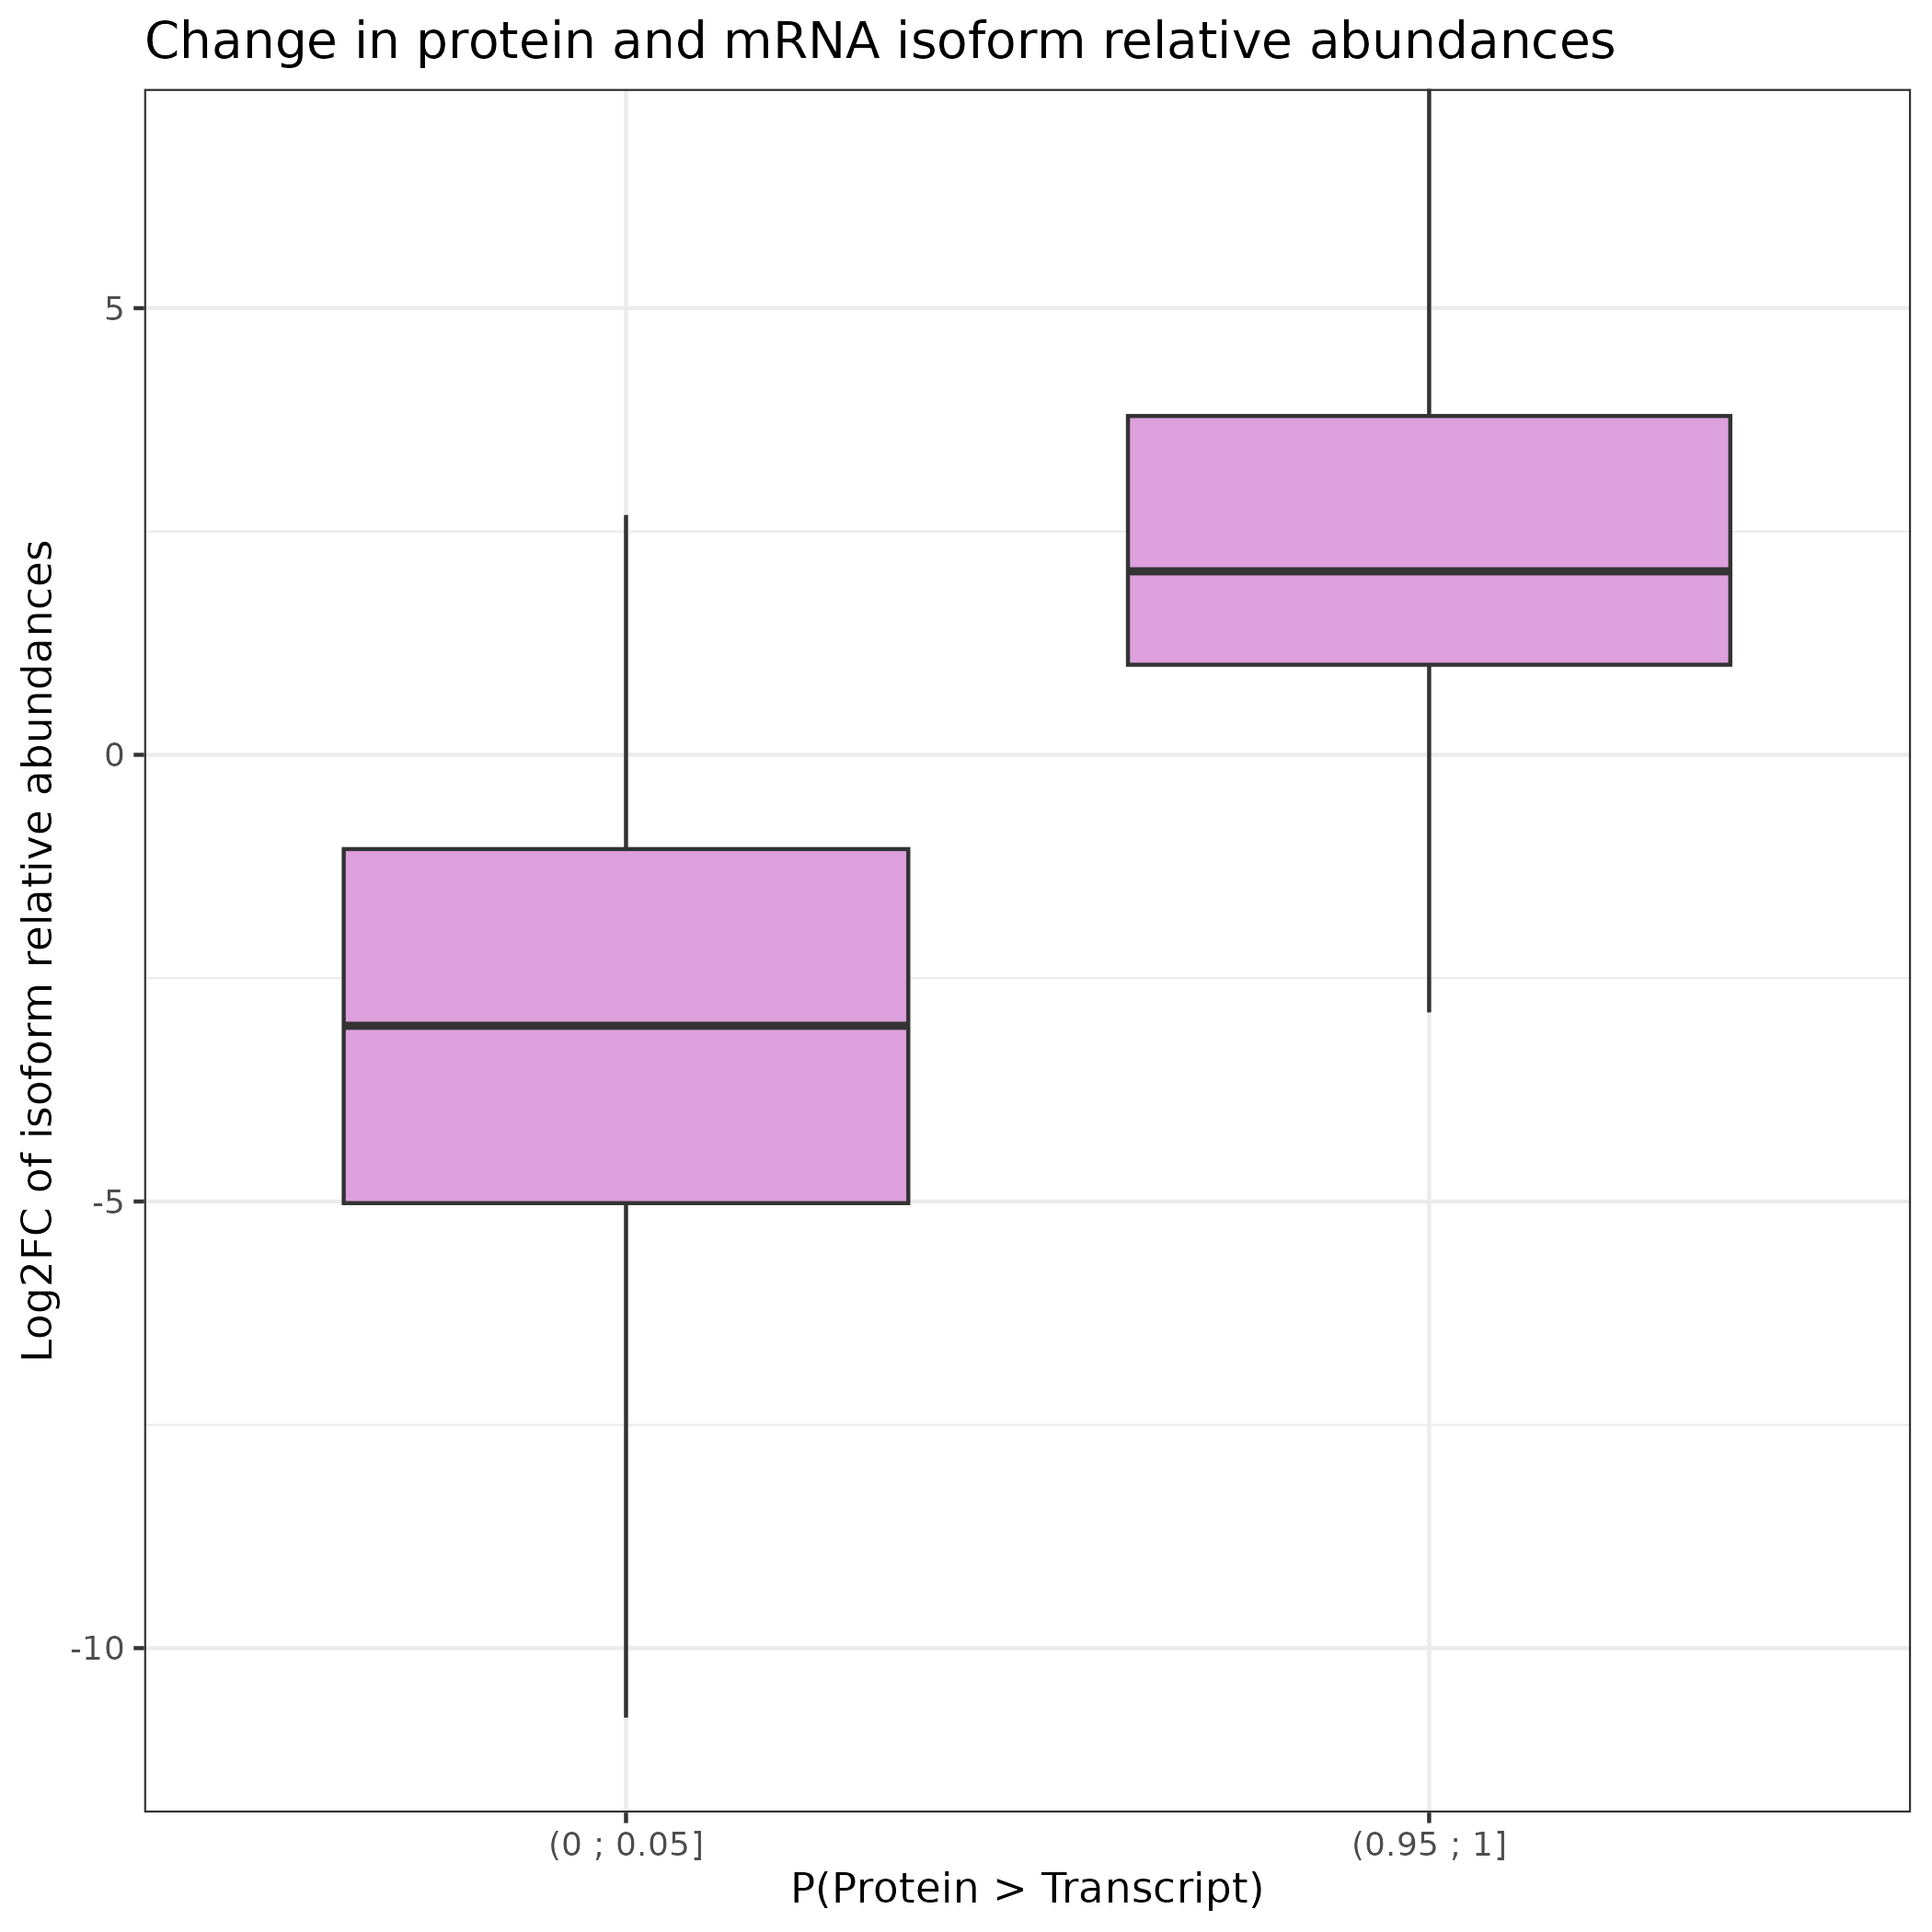 Change in protein and mRNA isoform relative abundances
Log2FC of isoform relative abundances
5
0
-5
-10
(0 ; 0.05]
(0.95 ; 1]
P(Protein > Transcript)